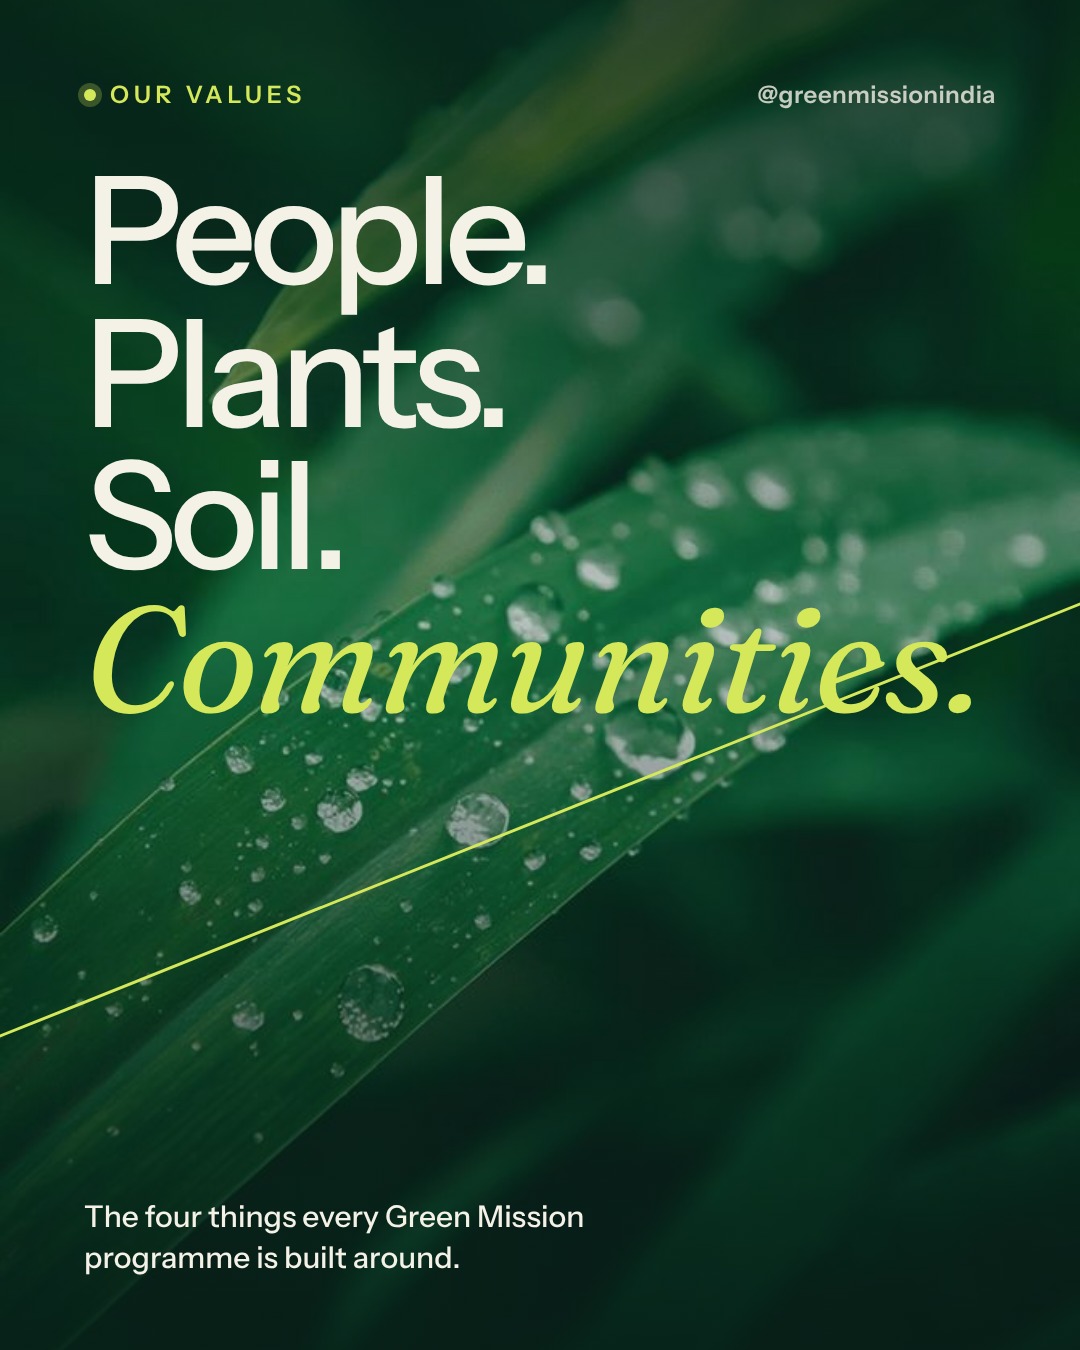 OUR VALUES
@greenmissionindia
People.
Plants.
Soil.
Communities.
The four things every Green Mission
programme is built around.